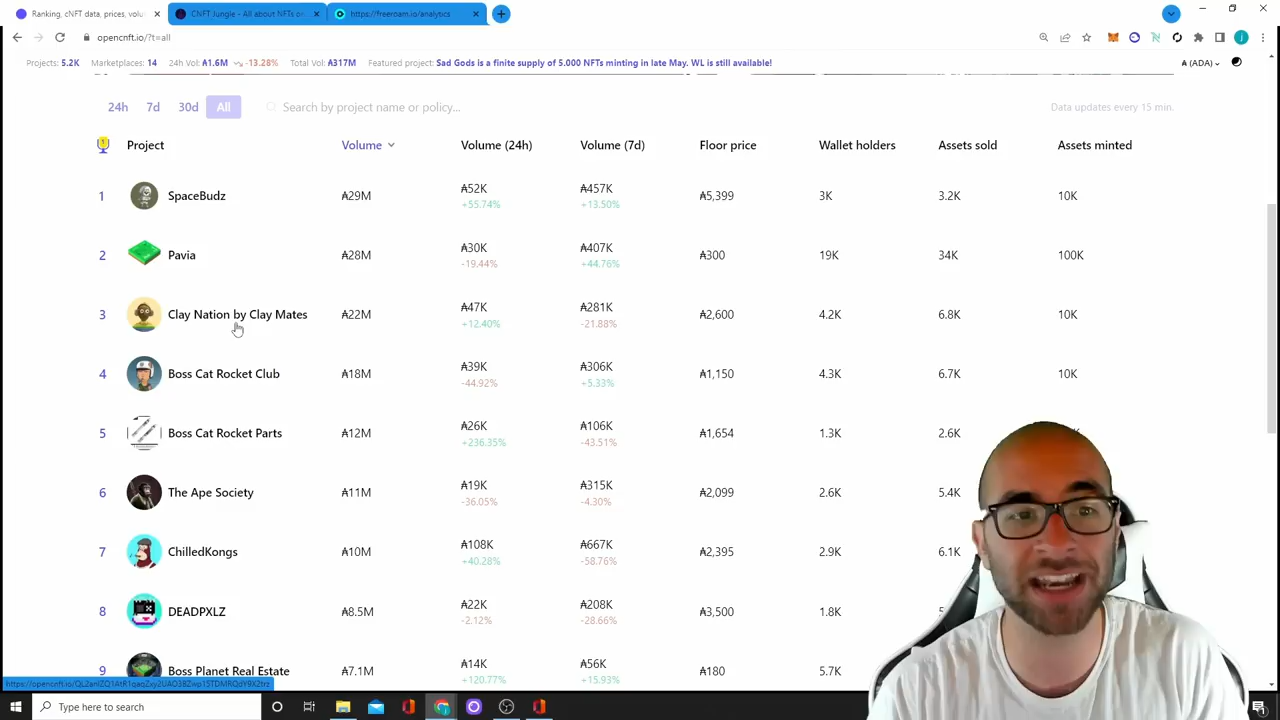 Ranking, cNFT data, prices, volu
CNFT Jungle - All about NFTs on
https://freeroam.io/analytics
opencnft.io/?t=all
Projects: 5.2K Marketplaces: 14 24h Vol: ₳1.6M -13.28% Total Vol: ₳317M Featured project: Sad Gods is a finite supply of 5.000 NFTs minting in late May. WL is still available! ₳ (ADA)
24h 7d 30d All Search by project name or policy... Data updates every 15 min.
Project Volume Volume (24h) Volume (7d) Floor price Wallet holders Assets sold Assets minted
1 SpaceBudz ₳29M ₳52K ₳457K ₳5,399 3K 3.2K 10K
+55.74% +13.50%
2 Pavia ₳28M ₳30K ₳407K ₳300 19K 34K 100K
-19.44% +44.76%
3 Clay Nation by Clay Mates ₳22M ₳47K ₳281K ₳2,600 4.2K 6.8K 10K
+12.40% -21.88%
4 Boss Cat Rocket Club ₳18M ₳39K ₳306K ₳1,150 4.3K 6.7K 10K
-44.92% +5.33%
5 Boss Cat Rocket Parts ₳12M ₳26K ₳106K ₳1,654 1.3K 2.6K
+236.35% -43.51%
6 The Ape Society ₳11M ₳19K ₳315K ₳2,099 2.6K 5.4K
-36.05% -4.30%
7 ChilledKongs ₳10M ₳108K ₳667K ₳2,395 2.9K 6.1K
+40.28% -58.76%
8 DEADPXLZ ₳8.5M ₳22K ₳208K ₳3,500 1.8K
-2.12% -28.66%
9 Boss Planet Real Estate ₳7.1M ₳14K ₳56K ₳180 5.7K
+120.77% +15.93%
Type here to search